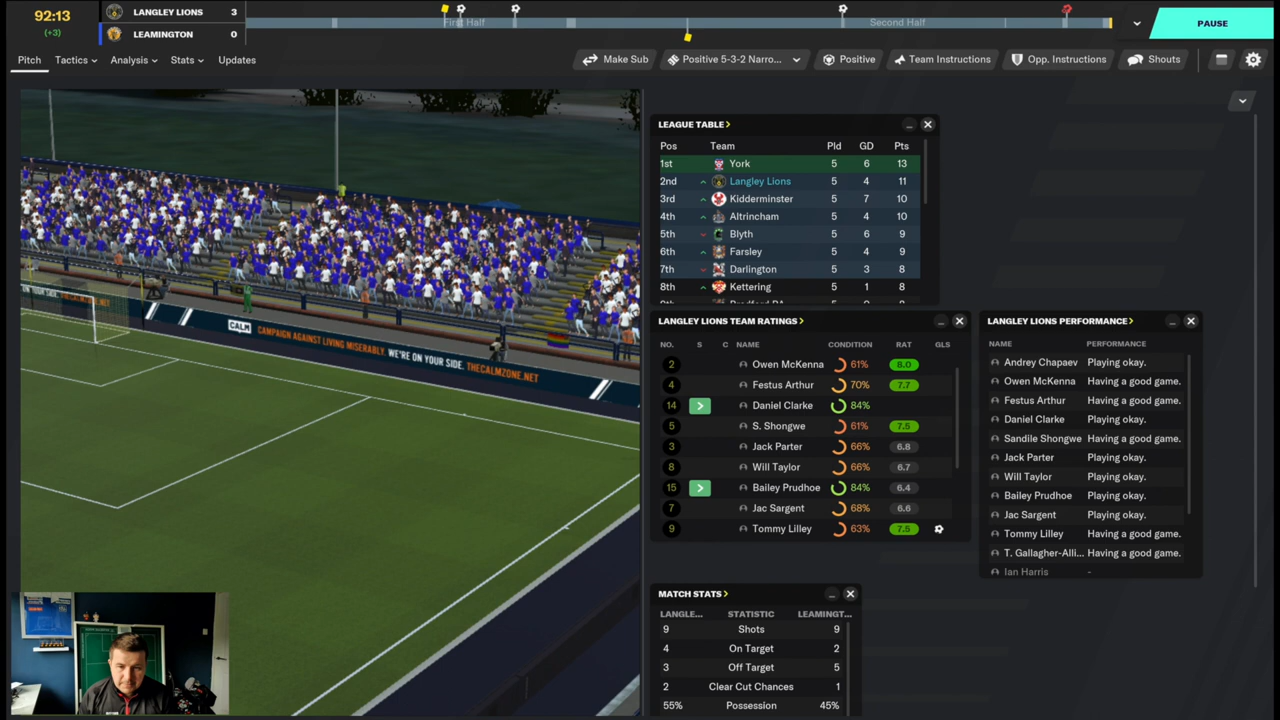 92:13
(+3)
LANGLEY LIONS 3
LEAMINGTON 0
First Half
Second Half
PAUSE
Pitch Tactics Analysis Stats Updates
Make Sub
Positive 5-3-2 Narro...
Positive
Team Instructions
Opp. Instructions
Shouts
CALM CAMPAIGN AGAINST LIVING MISERABLY. WE'RE ON YOUR SIDE. THECALMZONE.NET
LEAGUE TABLE
Pos Team Pld GD Pts
1st York 5 6 13
2nd Langley Lions 5 4 11
3rd Kidderminster 5 7 10
4th Altrincham 5 4 10
5th Blyth 5 6 9
6th Farsley 5 4 9
7th Darlington 5 3 8
8th Kettering 5 1 8
LANGLEY LIONS TEAM RATINGS
NO. S C NAME CONDITION RAT GLS
2 Owen McKenna 61% 8.0
4 Festus Arthur 70% 7.7
14 Daniel Clarke 84%
5 S. Shongwe 61% 7.5
3 Jack Parter 66% 6.8
8 Will Taylor 66% 6.7
15 Bailey Prudhoe 84% 6.4
7 Jac Sargent 68% 6.6
9 Tommy Lilley 63% 7.5
LANGLEY LIONS PERFORMANCE
NAME PERFORMANCE
Andrey Chapaev Playing okay.
Owen McKenna Having a good game.
Festus Arthur Having a good game.
Daniel Clarke Playing okay.
Sandile Shongwe Having a good game.
Jack Parter Playing okay.
Will Taylor Playing okay.
Bailey Prudhoe Playing okay.
Jac Sargent Playing okay.
Tommy Lilley Having a good game.
T. Gallagher-Alli... Having a good game.
Ian Harris -
MATCH STATS
LANGLE... STATISTIC LEAMINGT...
9 Shots 9
4 On Target 2
3 Off Target 5
2 Clear Cut Chances 1
55% Possession 45%